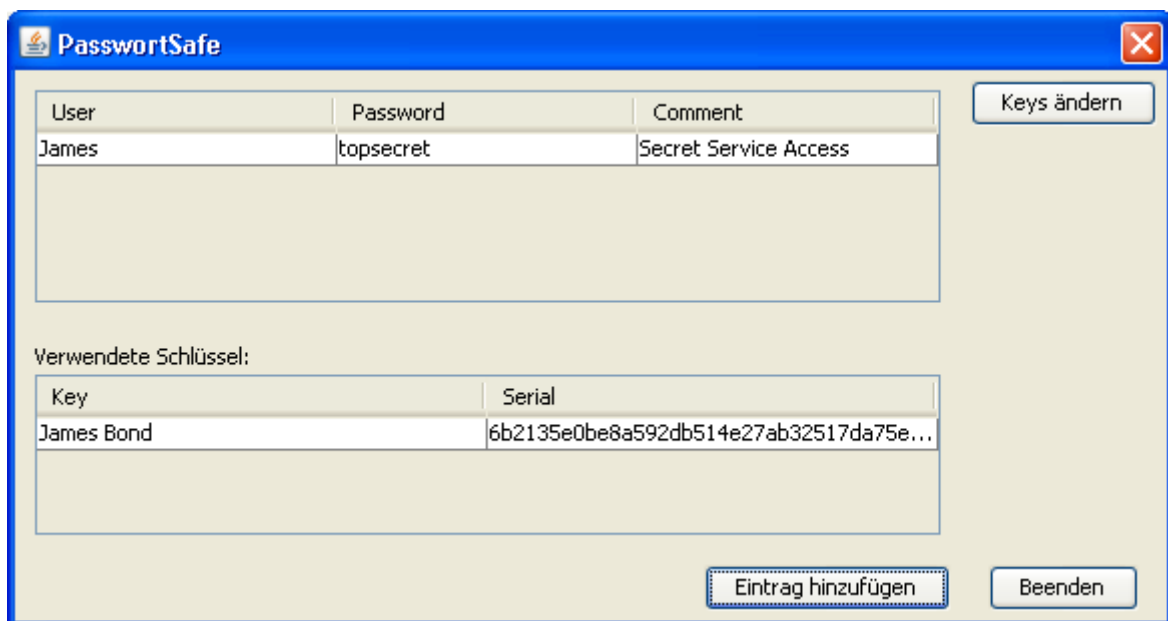 PasswortSafe
User Password Comment
Keys ändern
James topsecret Secret Service Access
Verwendete Schlüssel:
Key Serial
James Bond 6b2135e0be8a592db514e27ab32517da75e...
Eintrag hinzufügen Beenden